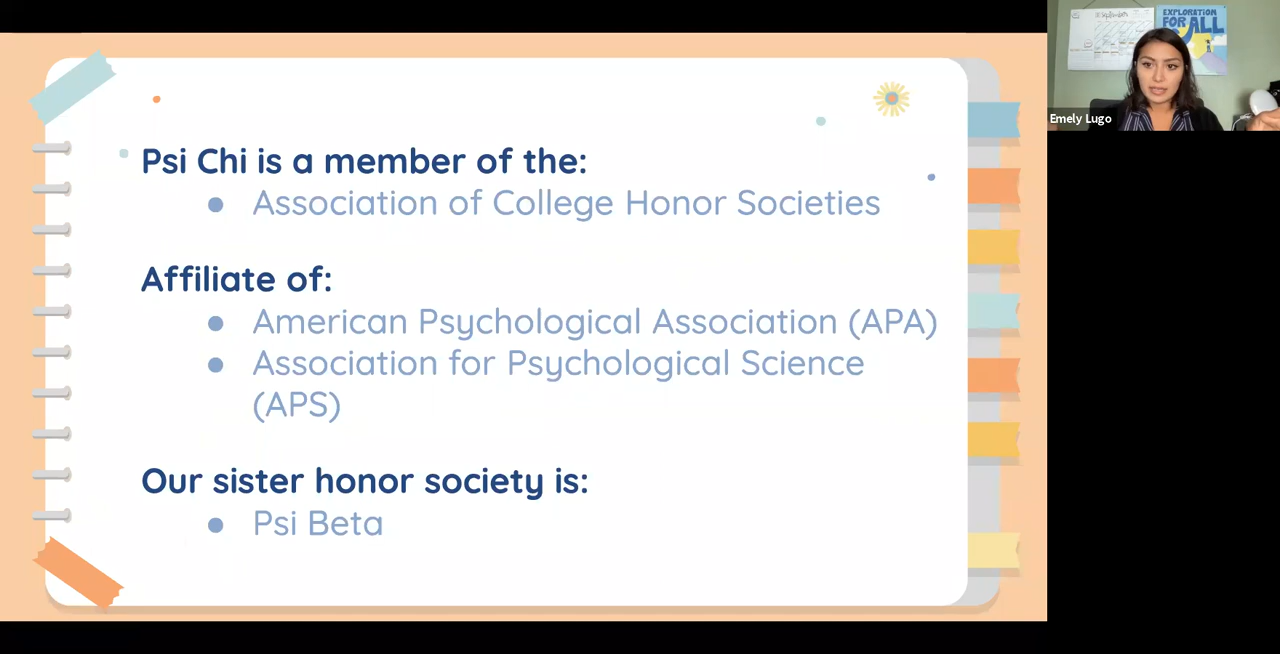 Psi Chi is a member of the:
● Association of College Honor Societies
Affiliate of:
● American Psychological Association (APA)
● Association for Psychological Science
(APS)
Our sister honor society is:
● Psi Beta
September
EXPLORATION
FOR ALL
Emely Lugo